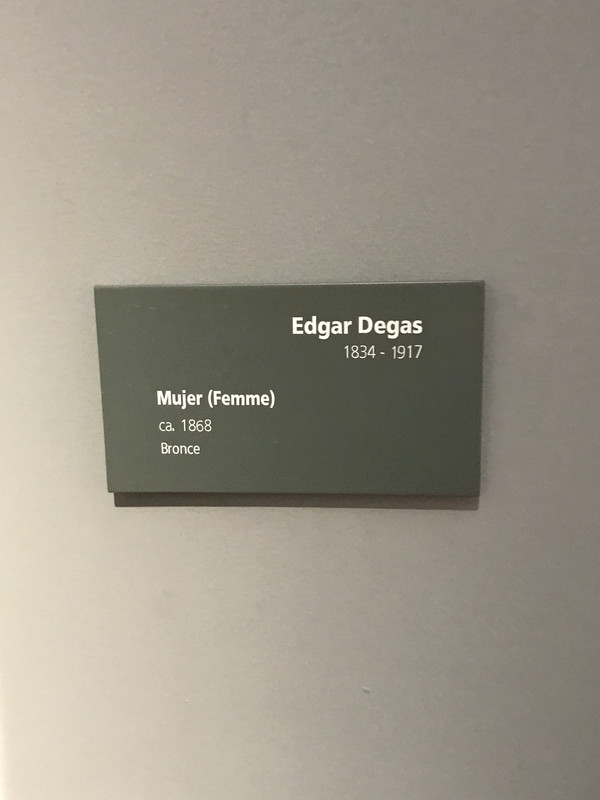 Edgar Degas
1834 - 1917
Mujer (Femme)
ca. 1868
Bronce